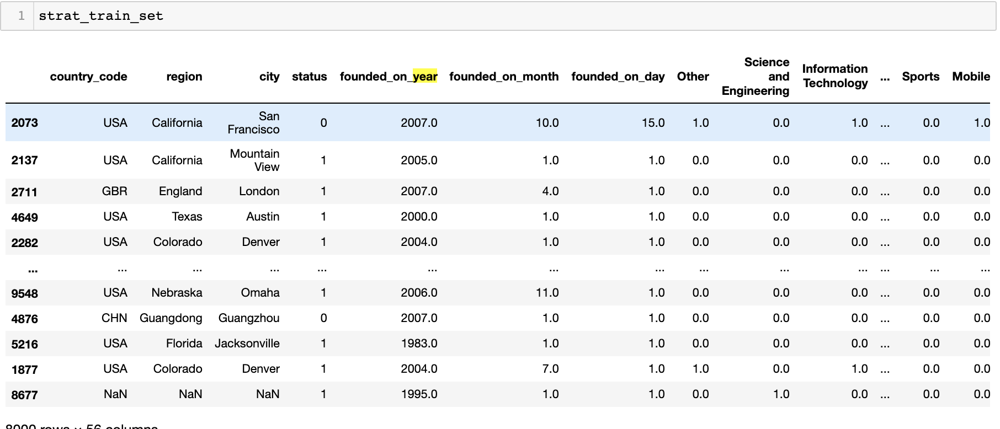 1 strat_train_set
country_code region city status founded_on_year founded_on_month founded_on_day Other Science and Engineering Information Technology ... Sports Mobile
2073 USA California San Francisco 0 2007.0 10.0 15.0 1.0 0.0 1.0 ... 0.0 1.0
2137 USA California Mountain View 1 2005.0 1.0 1.0 0.0 0.0 0.0 ... 0.0 0.0
2711 GBR England London 1 2007.0 4.0 1.0 0.0 0.0 0.0 ... 0.0 0.0
4649 USA Texas Austin 1 2000.0 1.0 1.0 0.0 0.0 0.0 ... 0.0 0.0
2282 USA Colorado Denver 1 2004.0 1.0 1.0 0.0 0.0 0.0 ... 0.0 0.0
... ... ... ... ... ... ... ... ... ... ... ... ... ...
9548 USA Nebraska Omaha 1 2006.0 11.0 1.0 0.0 0.0 0.0 ... 0.0 0.0
4876 CHN Guangdong Guangzhou 0 2007.0 1.0 1.0 0.0 0.0 0.0 ... 0.0 0.0
5216 USA Florida Jacksonville 1 1983.0 1.0 1.0 0.0 0.0 0.0 ... 0.0 0.0
1877 USA Colorado Denver 1 2004.0 7.0 1.0 1.0 0.0 1.0 ... 0.0 0.0
8677 NaN NaN NaN 1 1995.0 1.0 1.0 0.0 1.0 0.0 ... 0.0 0.0
8000 rows × 56 columns